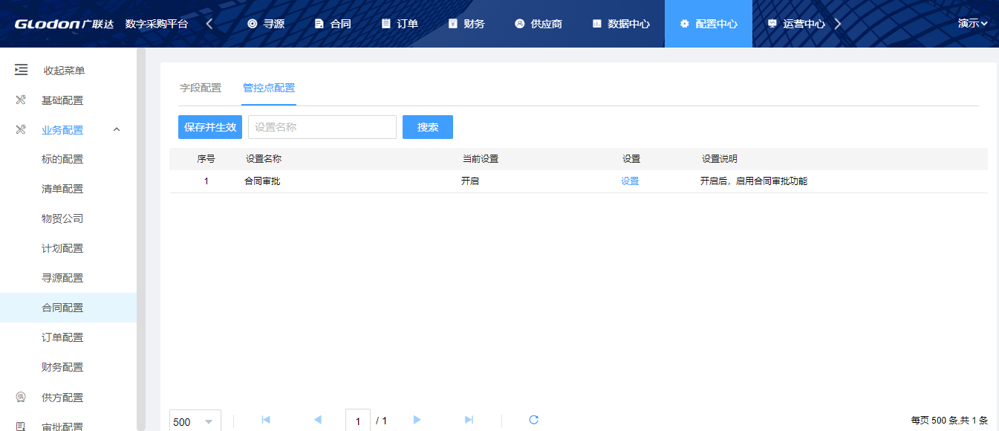 GLodon广联达 数字采购平台 寻源 合同 订单 财务 供应商 数据中心 配置中心 运营中心 演示
收起菜单
基础配置
业务配置
标的配置
清单配置
物贸公司
计划配置
寻源配置
合同配置
订单配置
财务配置
供方配置
审批配置
字段配置 管控点配置
保存并生效 设置名称 搜索
序号 设置名称 当前设置 设置 设置说明
1 合同审批 开启 设置 开启后，启用合同审批功能
500 1 / 1 每页 500 条,共 1 条